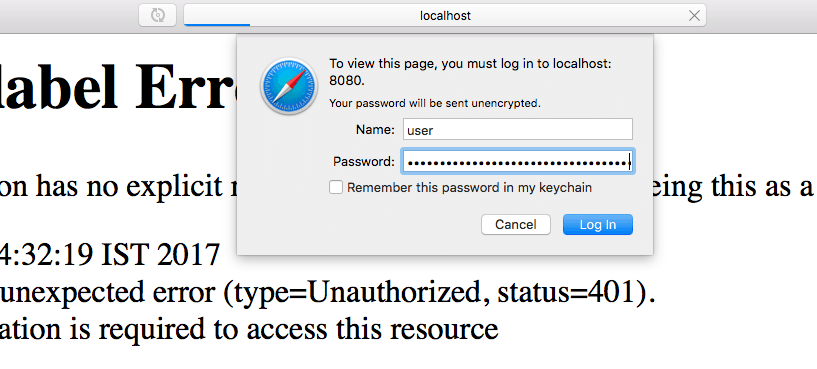 localhost
To view this page, you must log in to localhost:
8080.
Your password will be sent unencrypted.
Name: user
Password: ••••••••••••••••••••••••••••••••••••
Remember this password in my keychain
Cancel Log In
label Err
on has no explicit eing this as a
4:32:19 IST 2017
unexpected error (type=Unauthorized, status=401).
ation is required to access this resource